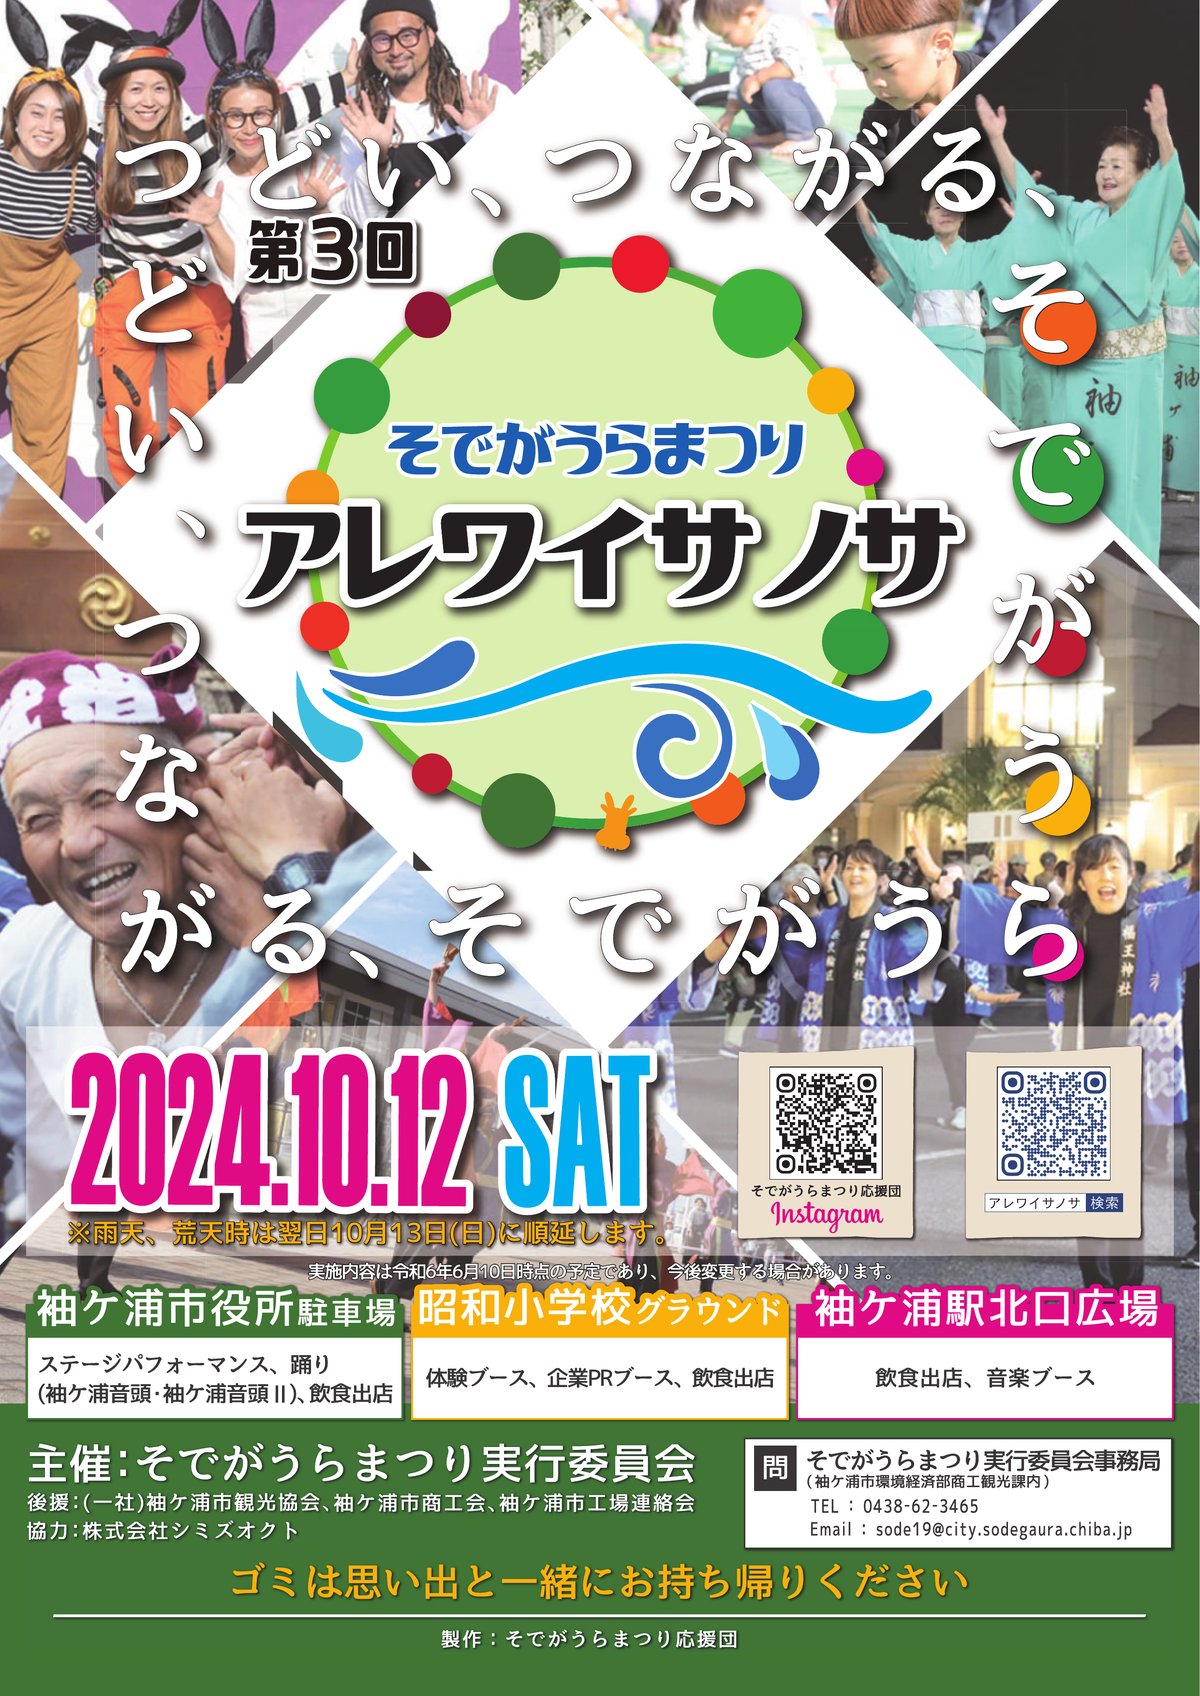 つどい、つながる、そでがうら
どい、つながる、そでがうら
第3回
そでがうらまつり
アレワイサノサ
袖
袖ケ浦
福王神社
2024.10.12 SAT
※雨天、荒天時は翌日10月13日(日)に順延します。
そでがうらまつり応援団
Instagram
アレワイサノサ 検索
実施内容は令和6年6月10日時点の予定であり、今後変更する場合があります。
袖ケ浦市役所駐車場
ステージパフォーマンス、踊り
(袖ケ浦音頭・袖ケ浦音頭Ⅱ)、飲食出店
昭和小学校グラウンド
体験ブース、企業PRブース、飲食出店
袖ケ浦駅北口広場
飲食出店、音楽ブース
主催：そでがうらまつり実行委員会
後援：(一社)袖ケ浦市観光協会、袖ケ浦市商工会、袖ケ浦市工場連絡会
協力：株式会社シミズオクト
問 そでがうらまつり実行委員会事務局
(袖ケ浦市環境経済部商工観光課内)
TEL : 0438-62-3465
Email : sode19@city.sodegaura.chiba.jp
ゴミは思い出と一緒にお持ち帰りください
製作：そでがうらまつり応援団